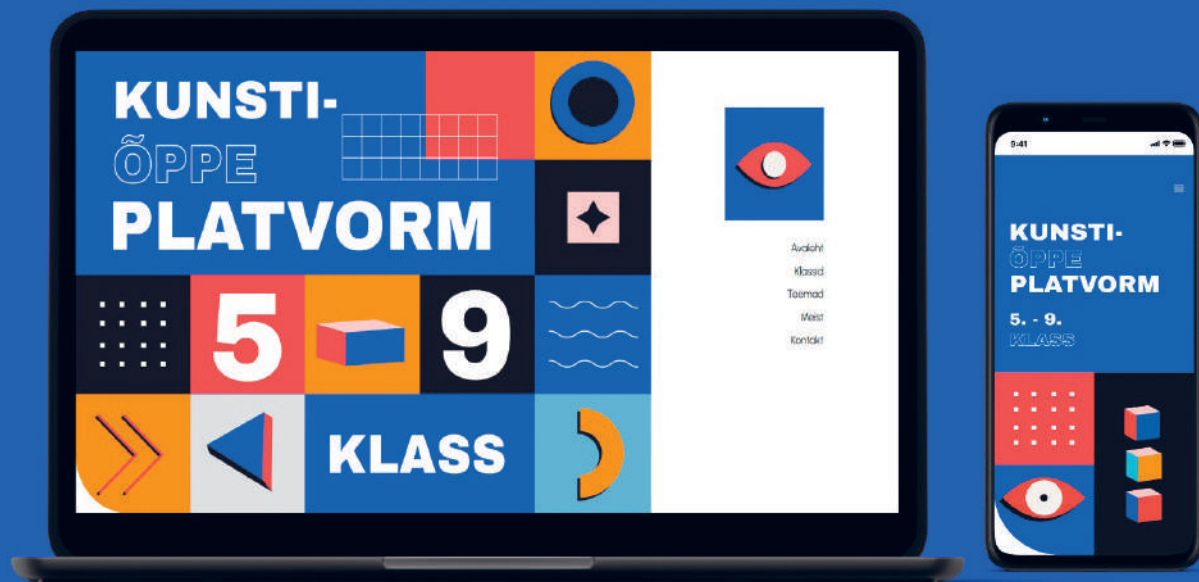 KUNSTI-
ÕPPE
PLATVORM
5 9
KLASS
Avaleht
Klassid
Teemad
Meist
Kontakt
9:41
KUNSTI-
ÕPPE
PLATVORM
5. - 9.
KLASS